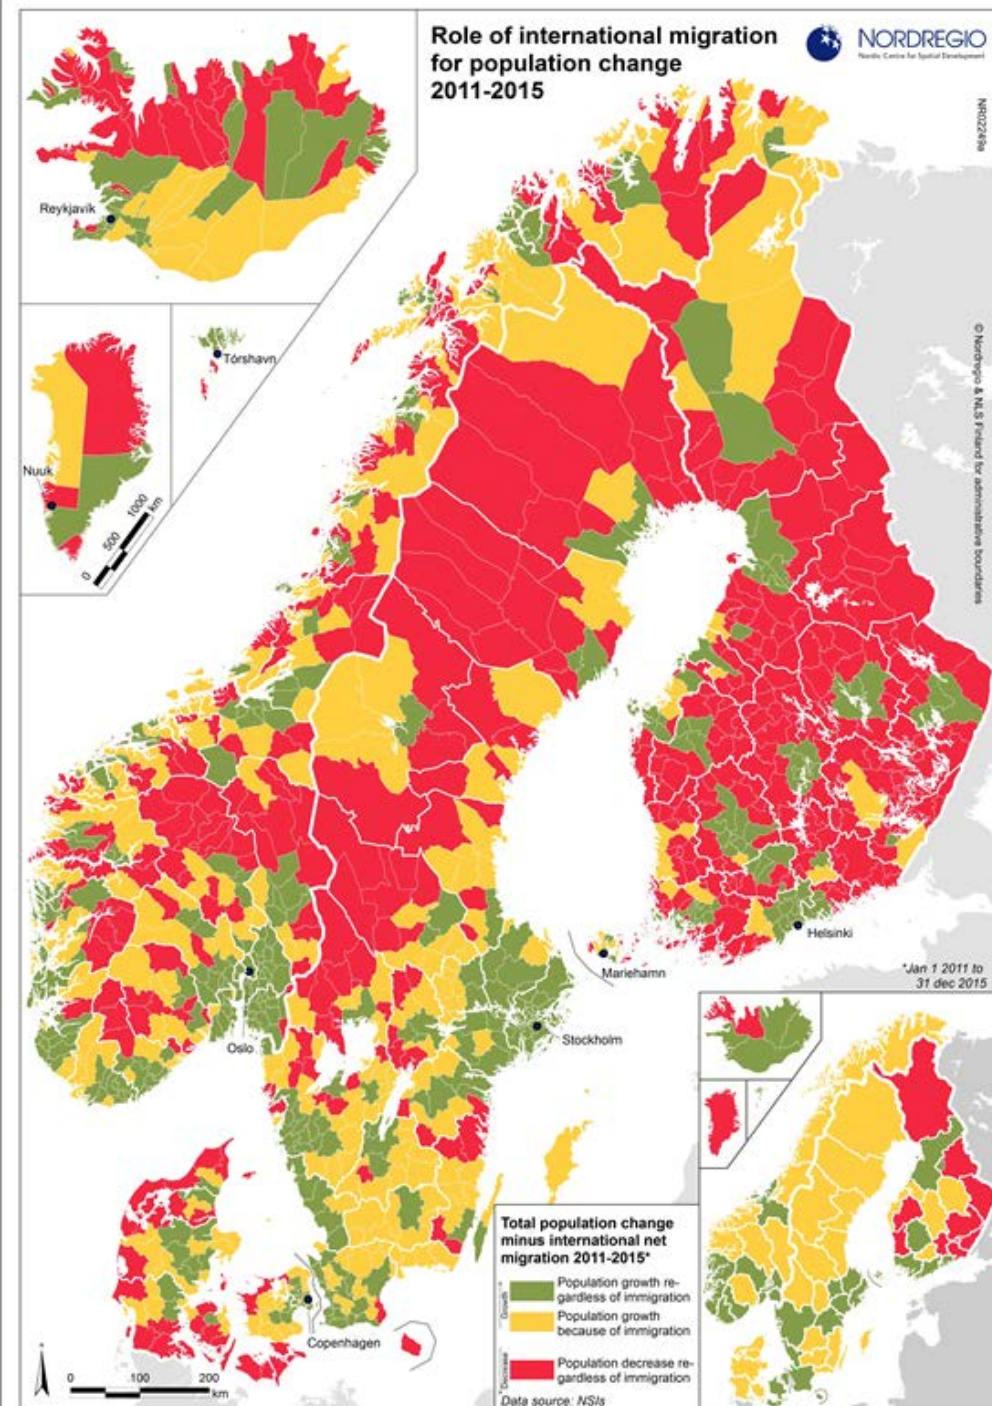 Role of international migration
for population change
2011-2015
NORDREGIO
Nordic Centre for Spatial Development
NR02249a
Reykjavík
Tórshavn
Nuuk
0 500 1000
km
© Nordregio & NLS Finland for administrative boundaries
Helsinki
Mariehamn
*Jan 1 2011 to
31 dec 2015
Stockholm
Oslo
Copenhagen
Total population change
minus international net
migration 2011-2015*
Growth
Population growth re-
gardless of immigration
Population growth
because of immigration
Decrease
Population decrease re-
gardless of immigration
Data source: NSIs
0 100 200
km